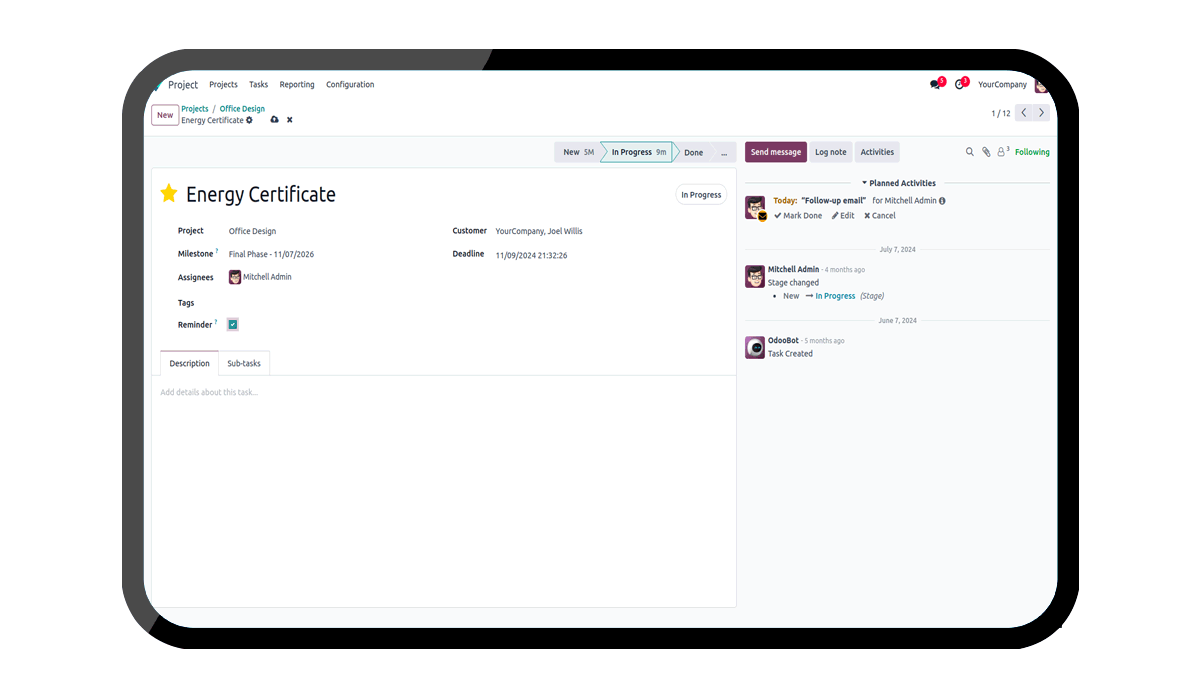 Project Projects Tasks Reporting Configuration 5 3 YourCompany
New Projects / Office Design
Energy Certificate 1 / 12
New 5M In Progress 9m Done ...
Send message Log note Activities 3 Following
Energy Certificate In Progress
Project Office Design Customer YourCompany, Joel Willis
Milestone ? Final Phase - 11/07/2026 Deadline 11/09/2024 21:32:26
Assignees Mitchell Admin
Tags
Reminder ?
Description Sub-tasks
Add details about this task...
Planned Activities
Today: "Follow-up email" for Mitchell Admin
Mark Done Edit Cancel
July 7, 2024
Mitchell Admin - 4 months ago
Stage changed
• New → In Progress (Stage)
June 7, 2024
OdooBot - 5 months ago
Task Created